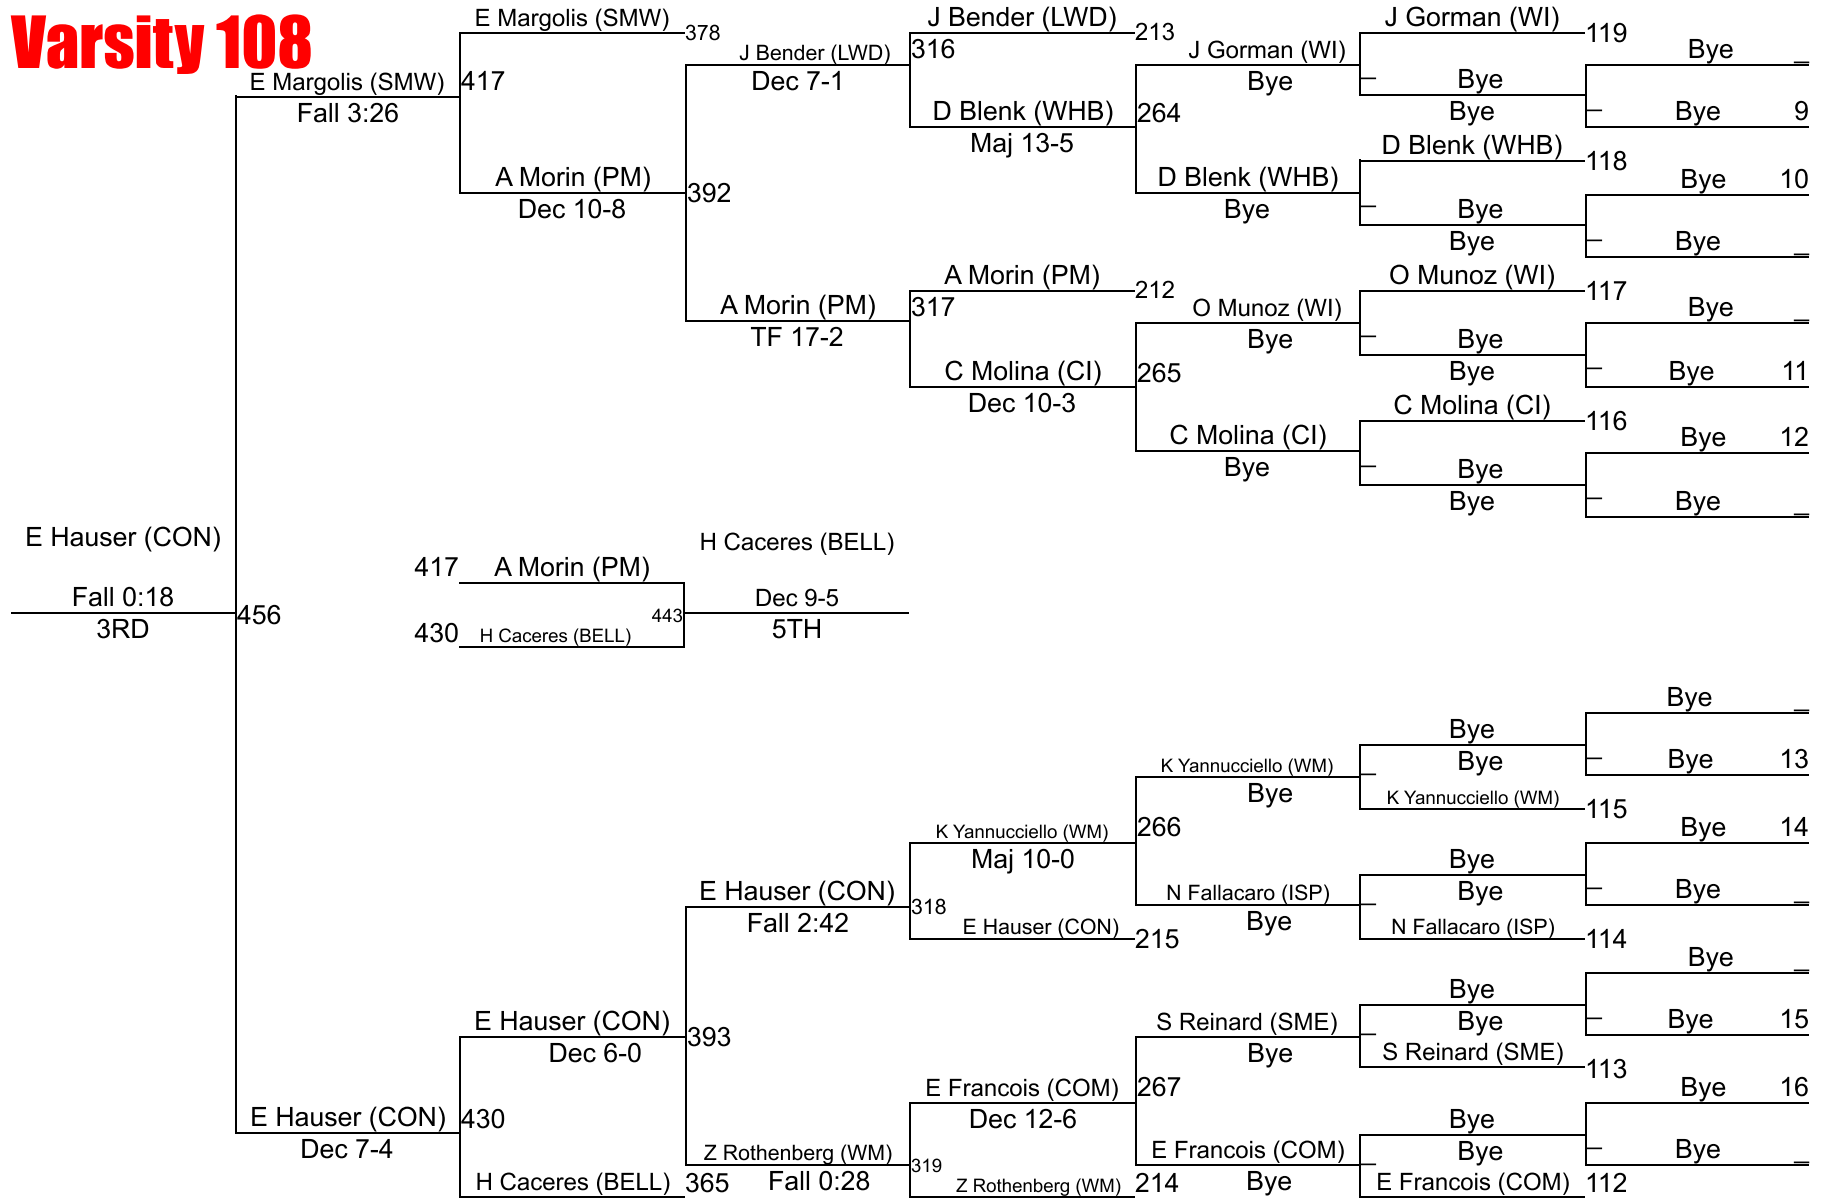 Varsity 108
E Margolis (SMW) 378
J Bender (LWD) 213
J Gorman (WI) 119
J Bender (LWD) 316
J Gorman (WI)
Bye _
E Margolis (SMW) 417
Dec 7-1
Bye
Bye
Fall 3:26
D Blenk (WHB) 264
Bye
Bye 9
Maj 13-5
D Blenk (WHB) 118
A Morin (PM) 392
D Blenk (WHB)
Bye 10
Dec 10-8
Bye
Bye
Bye
Bye _
A Morin (PM) 212
O Munoz (WI) 117
A Morin (PM) 317
O Munoz (WI)
Bye _
TF 17-2
Bye
Bye
C Molina (CI) 265
Bye
Bye 11
Dec 10-3
C Molina (CI) 116
C Molina (CI)
Bye 12
Bye
Bye
Bye
Bye _
E Hauser (CON)
H Caceres (BELL)
417 A Morin (PM)
Fall 0:18
Dec 9-5
3RD
456
443
5TH
430 H Caceres (BELL)
Bye _
Bye
K Yannucciello (WM)
Bye
Bye 13
Bye
K Yannucciello (WM) 115
K Yannucciello (WM) 266
Bye 14
Maj 10-0
Bye
E Hauser (CON)
N Fallacaro (ISP)
Bye
Bye _
Fall 2:42
318
Bye
E Hauser (CON) 215
N Fallacaro (ISP) 114
Bye _
Bye
E Hauser (CON) 393
S Reinard (SME)
Bye
Bye 15
Dec 6-0
Bye
S Reinard (SME) 113
E Francois (COM) 267
Bye 16
E Hauser (CON) 430
Dec 12-6
Bye
Dec 7-4
Z Rothenberg (WM) 319
E Francois (COM)
Bye
Bye _
H Caceres (BELL) 365
Fall 0:28
Z Rothenberg (WM) 214
Bye
E Francois (COM) 112